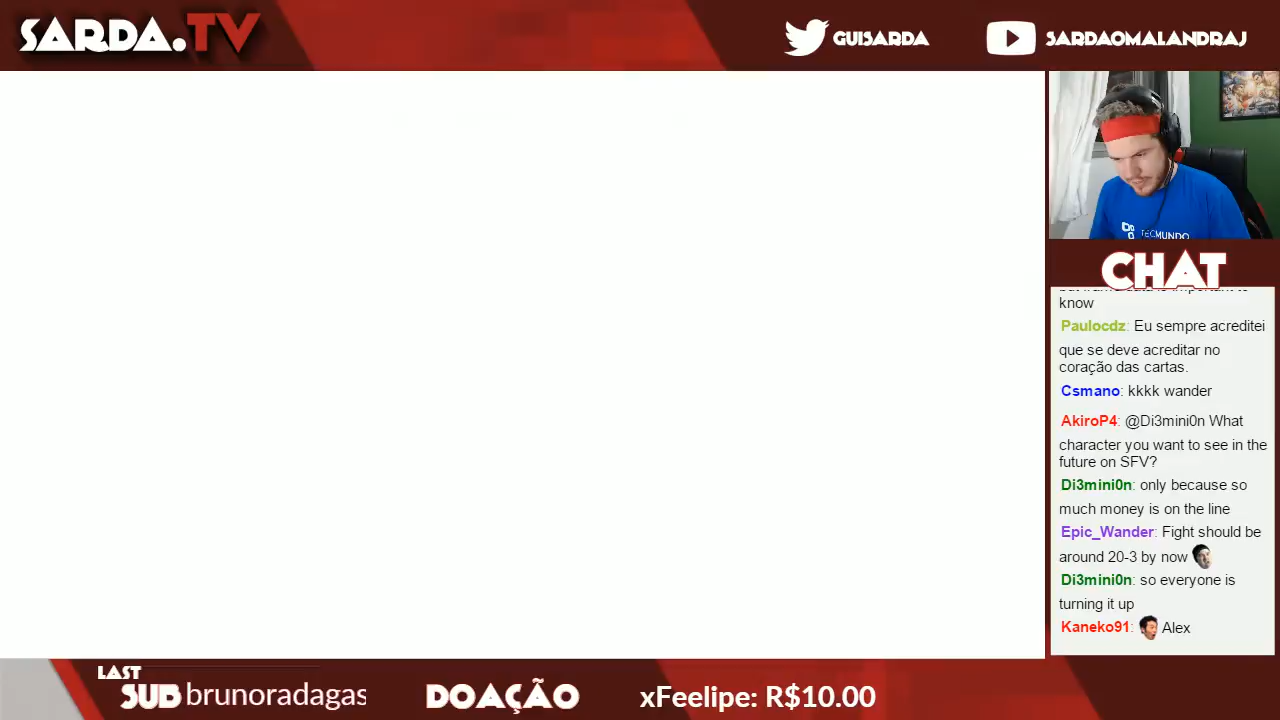 SARDA.TV
GUISARDA
SARDAOMALANDRAJ
TECMUNDO
CHAT
know
Paulocdz: Eu sempre acreditei
que se deve acreditar no
coração das cartas.
Csmano: kkkk wander
AkiroP4: @Di3mini0n What
character you want to see in the
future on SFV?
Di3mini0n: only because so
much money is on the line
Epic_Wander: Fight should be
around 20-3 by now
Di3mini0n: so everyone is
turning it up
Kaneko91: Alex
LAST
SUB brunoradagas
DOAÇÃO
xFeelipe: R$10.00